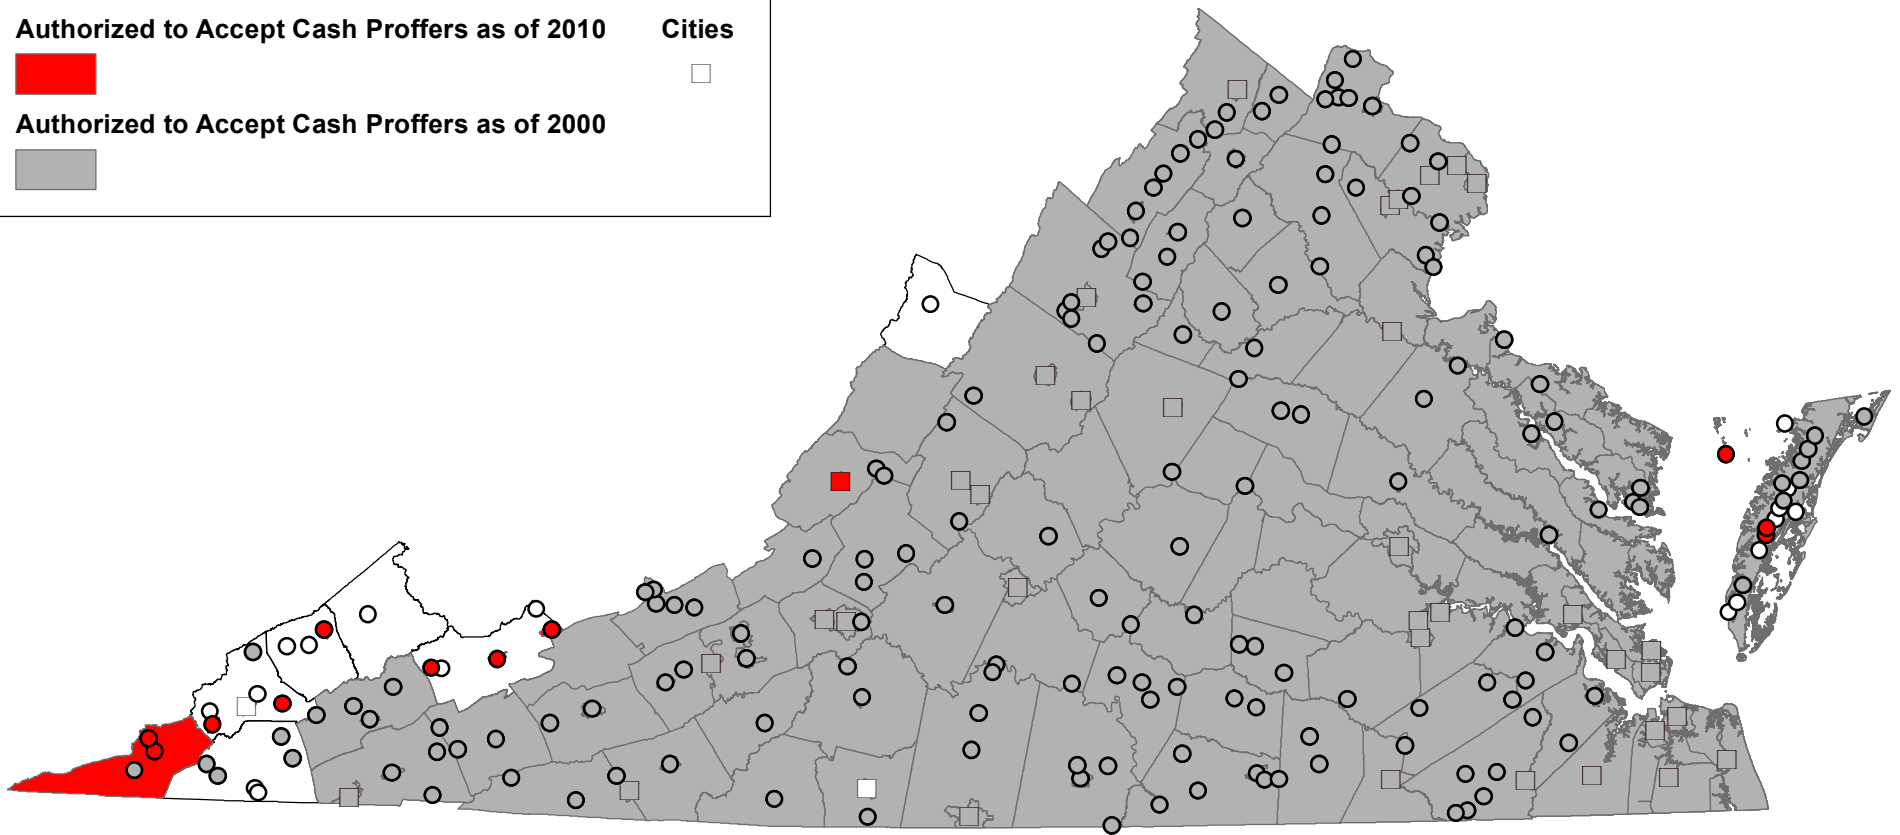 Authorized to Accept Cash Proffers as of 2010 Cities
Authorized to Accept Cash Proffers as of 2000